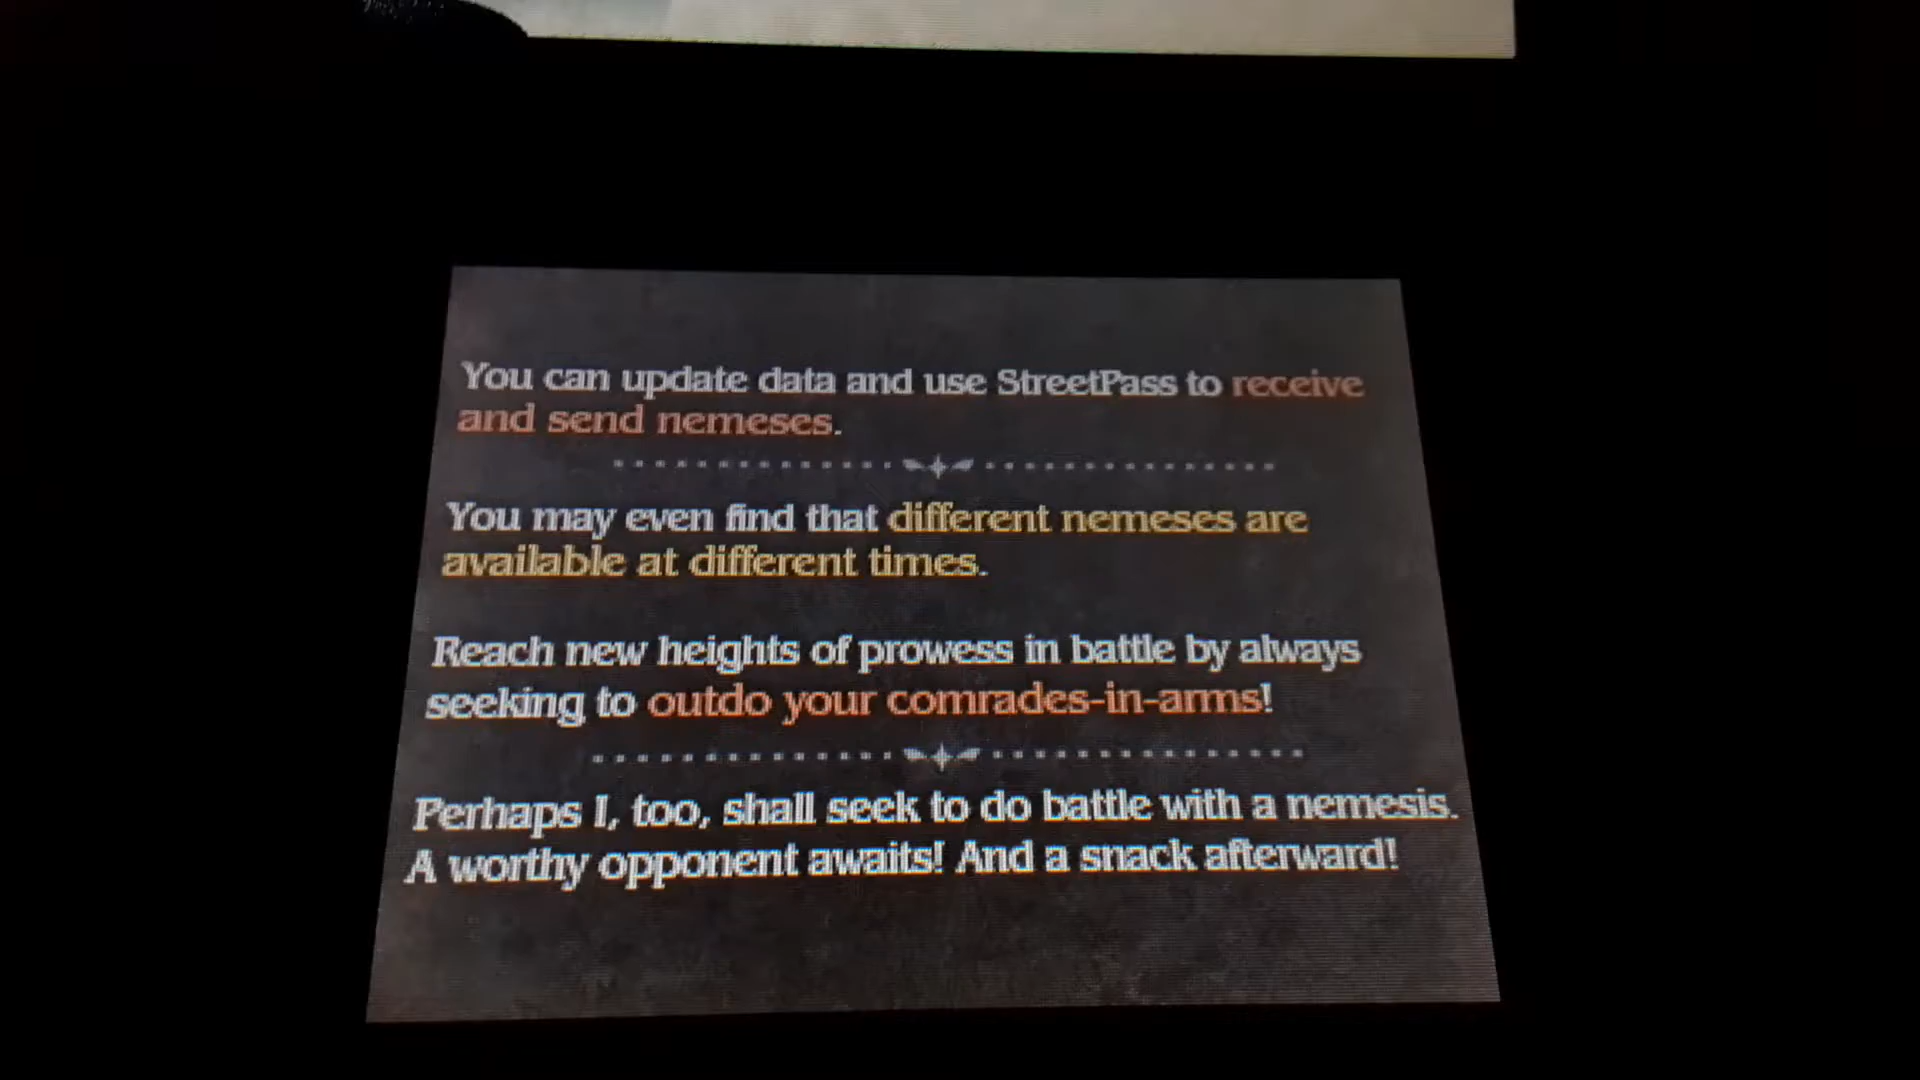 You can update data and use StreetPass to receive
and send nemeses.
You may even find that different nemeses are
available at different times.
Reach new heights of prowess in battle by always
seeking to outdo your comrades-in-arms!
Perhaps I, too, shall seek to do battle with a nemesis.
A worthy opponent awaits! And a snack afterward!